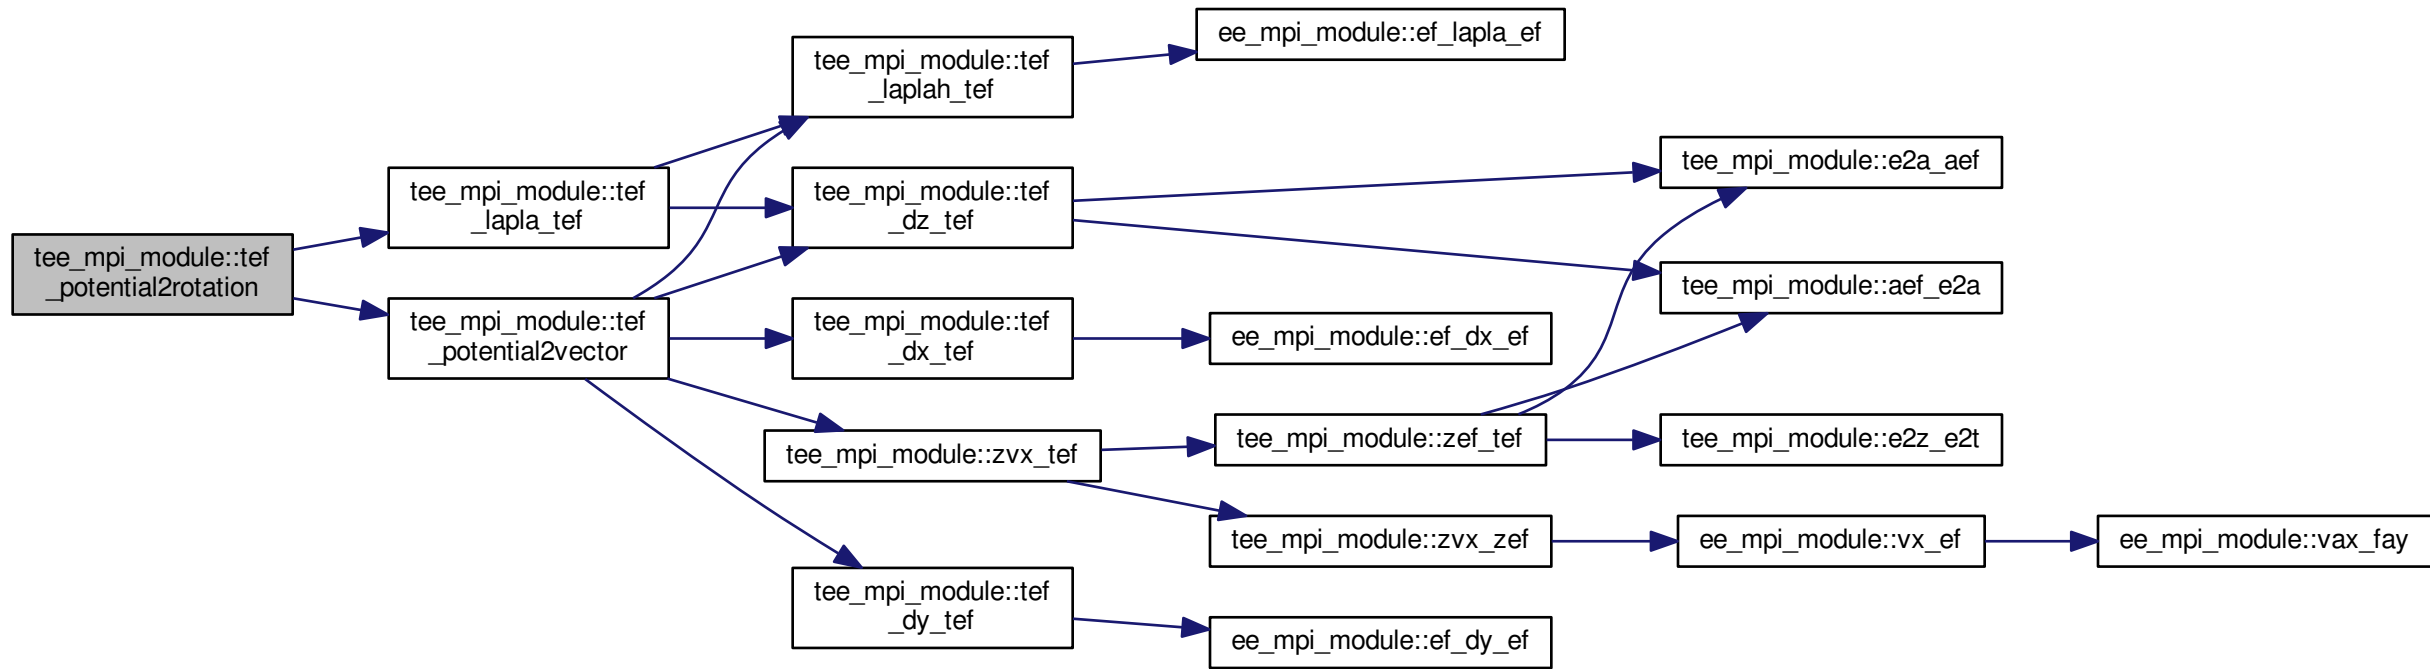 tee_mpi_module::tef
_potential2rotation
tee_mpi_module::tef
_lapla_tef
tee_mpi_module::tef
_potential2vector
tee_mpi_module::tef
_laplah_tef
tee_mpi_module::tef
_dz_tef
tee_mpi_module::tef
_dx_tef
tee_mpi_module::zvx_tef
tee_mpi_module::tef
_dy_tef
ee_mpi_module::ef_lapla_ef
ee_mpi_module::ef_dx_ef
tee_mpi_module::zef_tef
tee_mpi_module::zvx_zef
ee_mpi_module::ef_dy_ef
tee_mpi_module::e2a_aef
tee_mpi_module::aef_e2a
tee_mpi_module::e2z_e2t
ee_mpi_module::vx_ef
ee_mpi_module::vax_fay